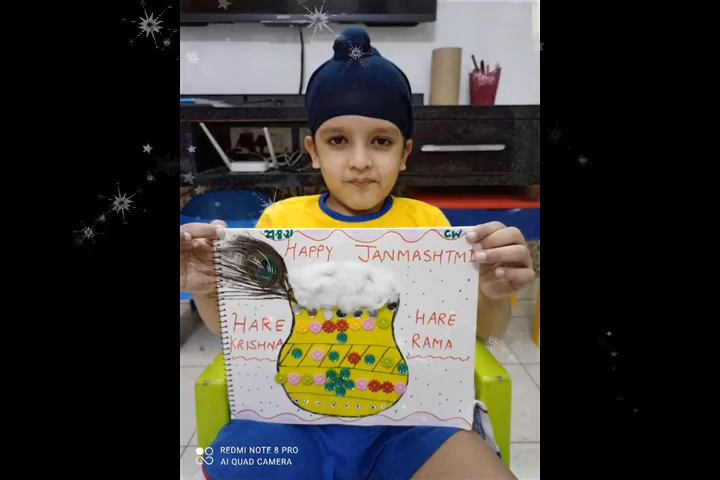 CW
HAPPY JANMASHTMI
HARE
KRISHNA
HARE
RAMA
REDMI NOTE 8 PRO
AI QUAD CAMERA